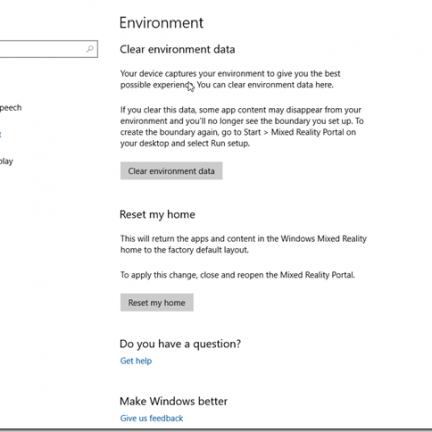 Environment
Clear environment data
Your device captures your environment to give you the best
possible experience. You can clear environment data here.
If you clear this data, some app content may disappear from your
environment and you'll no longer see the boundary you set up. To
create the boundary again, go to Start > Mixed Reality Portal on
your desktop and select Run setup.
peech
Clear environment data
play
Reset my home
This will return the apps and content in the Windows Mixed Reality
home to the factory default layout.
To apply this change, close and reopen the Mixed Reality Portal.
Reset my home
Do you have a question?
Get help
Make Windows better
Give us feedback